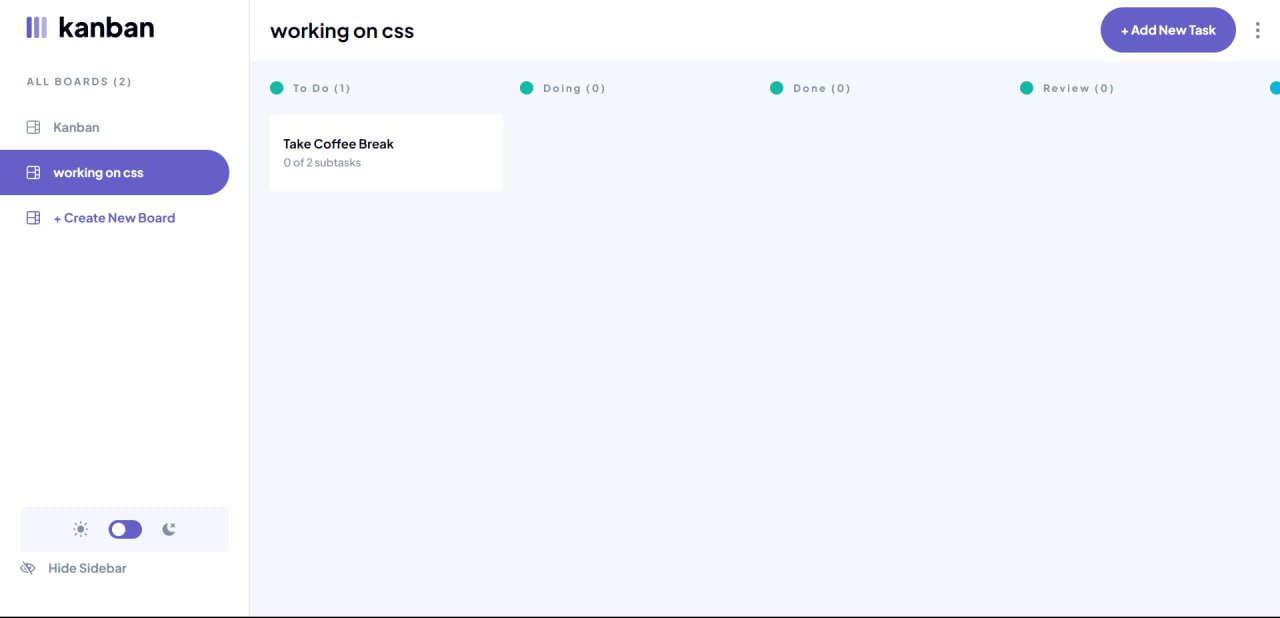 kanban
ALL BOARDS (2)
Kanban
working on css
+ Create New Board
Hide Sidebar
working on css
+ Add New Task
To Do (1)
Doing (0)
Done (0)
Review (0)
Take Coffee Break
0 of 2 subtasks